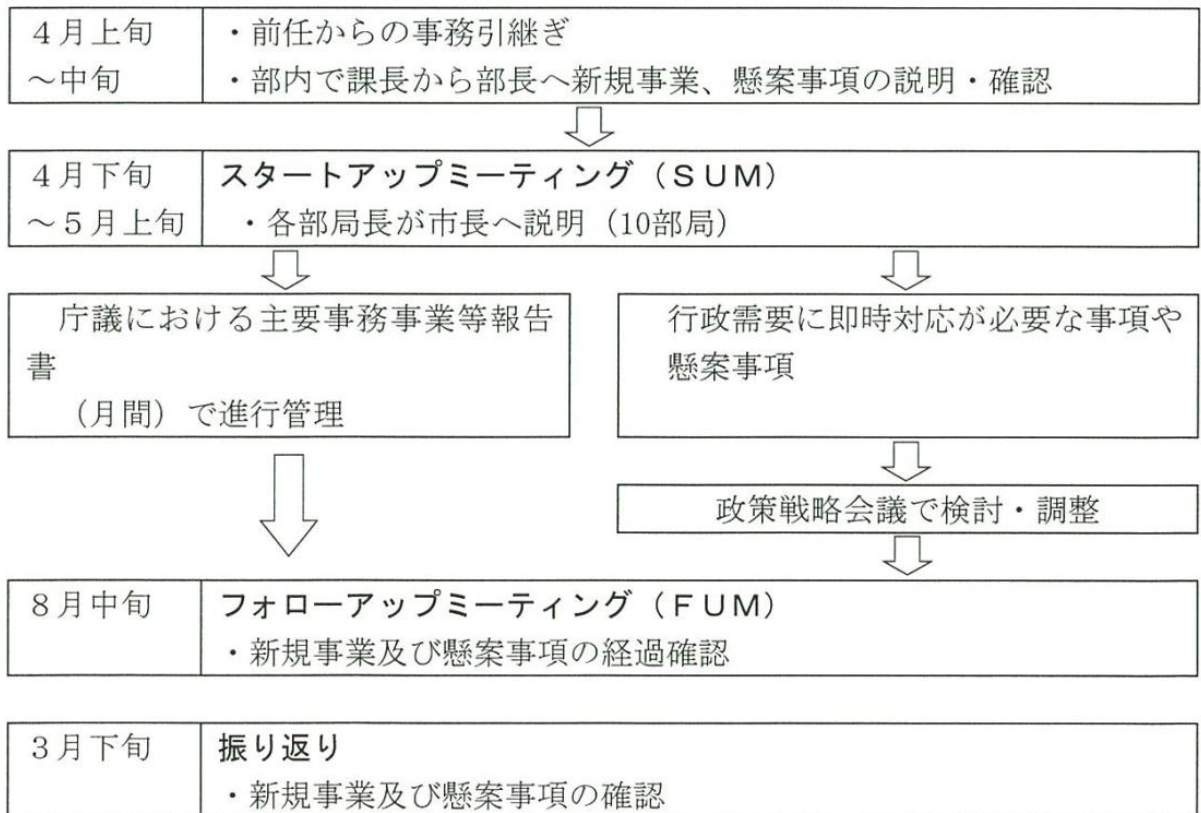 4月上旬
~中旬
・前任からの事務引継ぎ
・部内で課長から部長へ新規事業、懸案事項の説明・確認
4月下旬
~5月上旬
スタートアップミーティング(SUM)
・各部局長が市長へ説明(10部局)
庁議における主要事務事業等報告
書
(月間)で進行管理
行政需要に即時対応が必要な事項や
懸案事項
政策戦略会議で検討・調整
8月中旬
フォローアップミーティング(FUM)
・新規事業及び懸案事項の経過確認
3月下旬
振り返り
・新規事業及び懸案事項の確認